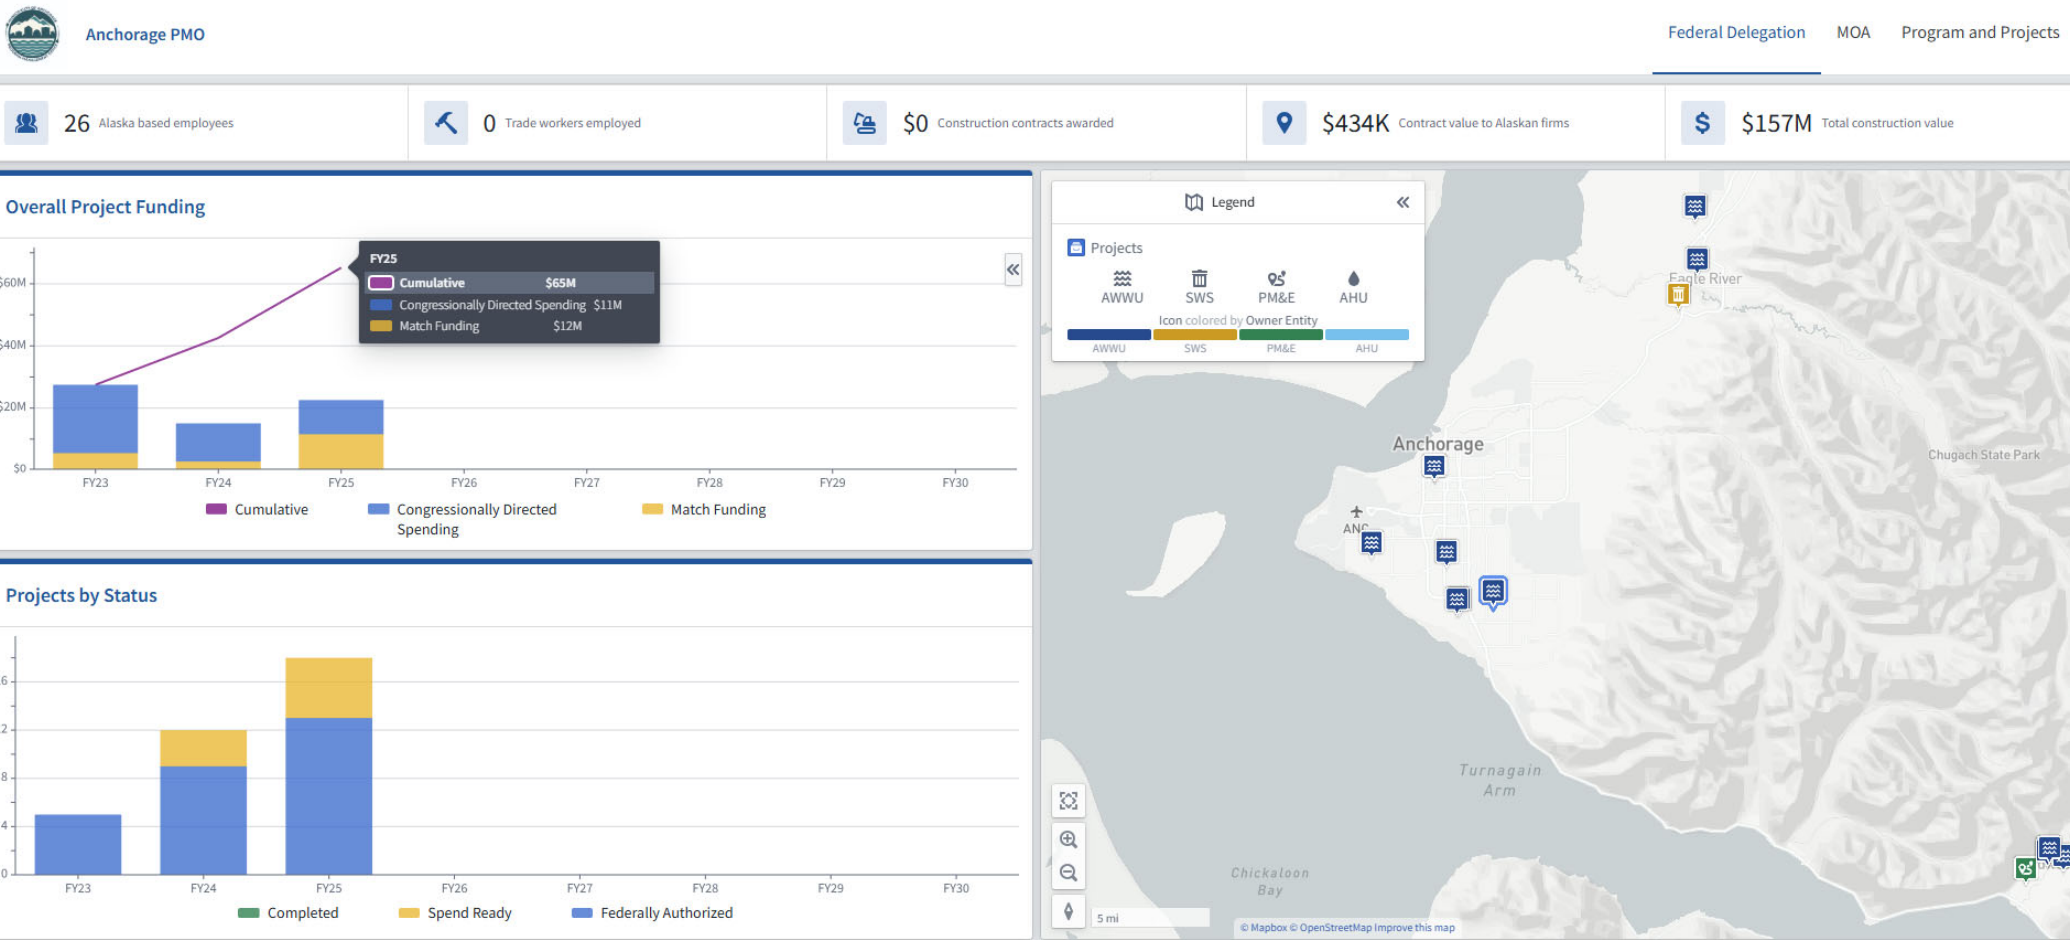 Anchorage PMO
Federal Delegation
MOA
Program and Projects
26 Alaska based employees
0 Trade workers employed
$0 Construction contracts awarded
$434K Contract value to Alaskan firms
$157M Total construction value
Overall Project Funding
$60M
$40M
$20M
$0
FY23 FY24 FY25 FY26 FY27 FY28 FY29 FY30
FY25
Cumulative $65M
Congressionally Directed Spending $11M
Match Funding $12M
Cumulative
Congressionally Directed
Spending
Match Funding
Projects by Status
6
2
8
4
0
FY23 FY24 FY25 FY26 FY27 FY28 FY29 FY30
Completed
Spend Ready
Federally Authorized
Legend
Projects
AWWU SWS PM&E AHU
Icon colored by Owner Entity
AWWU SWS PM&E AHU
Eagle River
Anchorage
Chugach State Park
ANC
Turnagain
Arm
Chickaloon
Bay
5 mi
© Mapbox © OpenStreetMap Improve this map